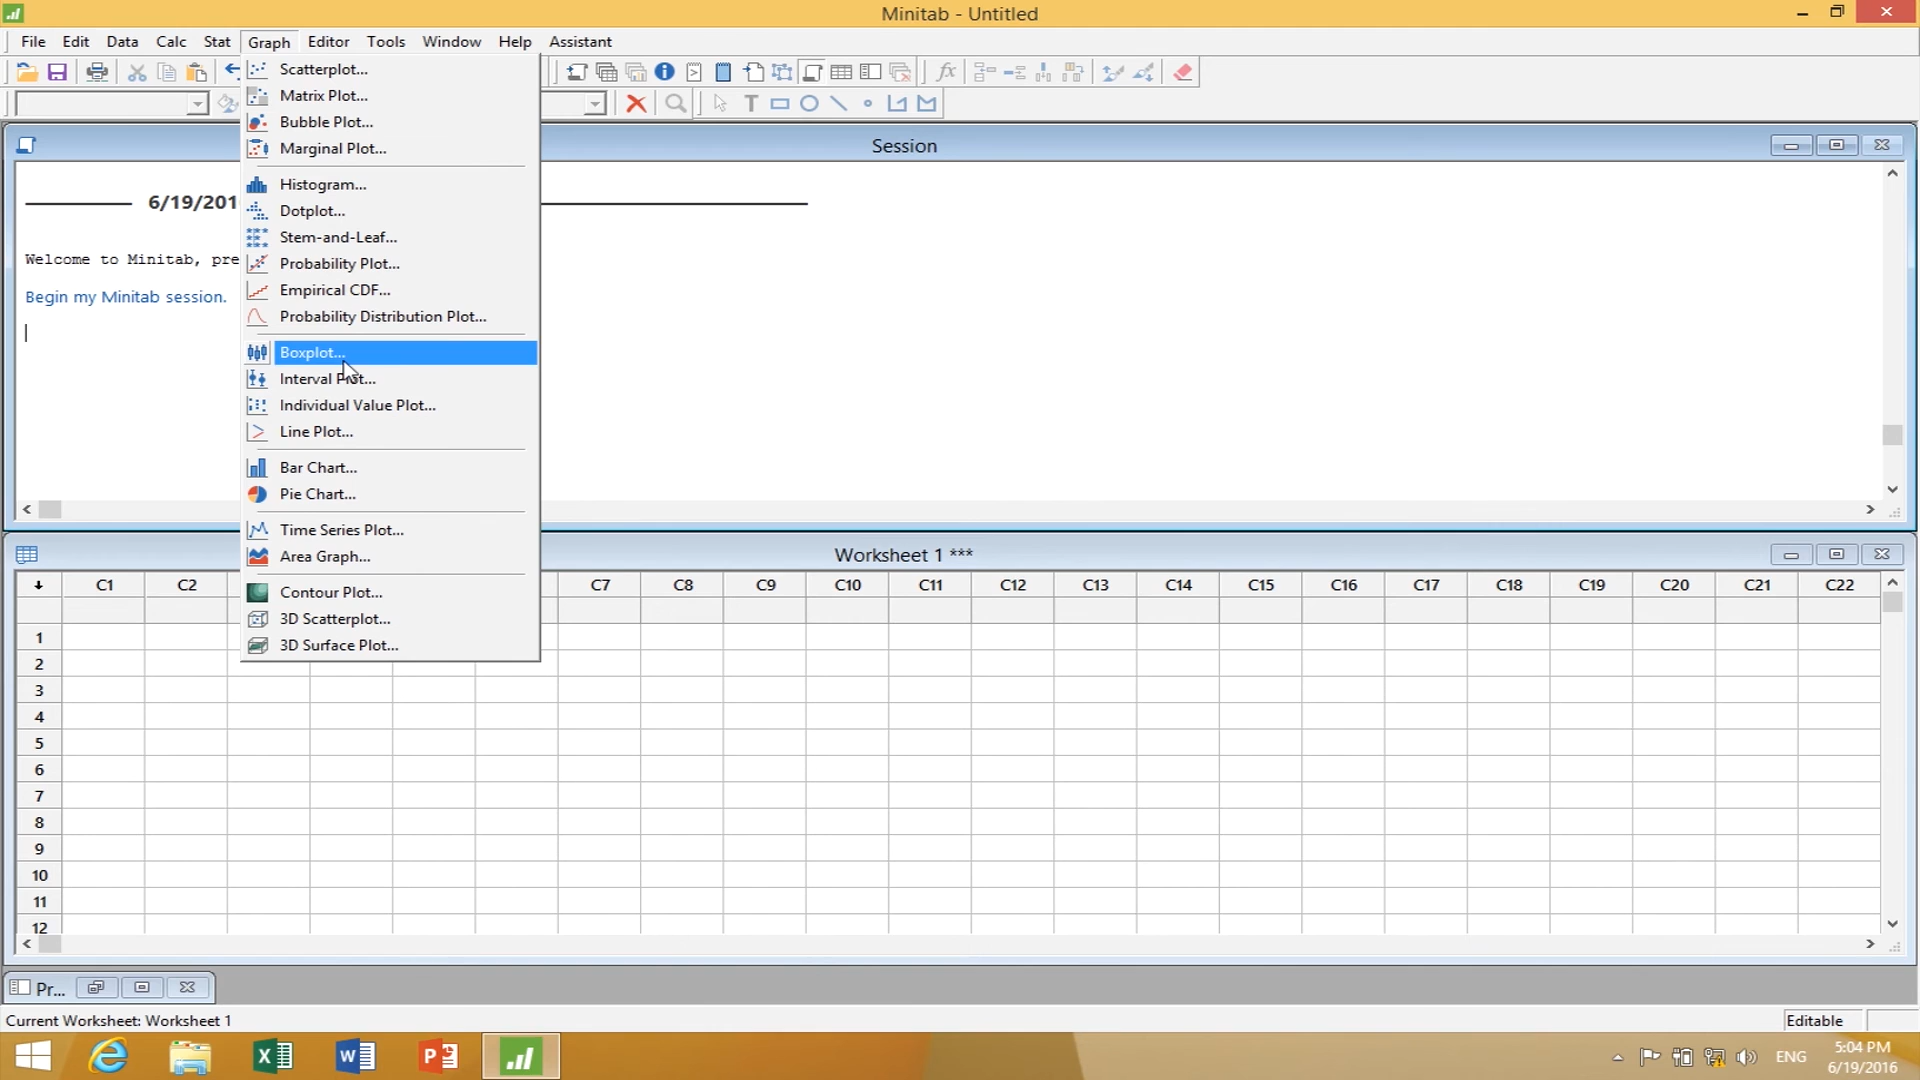 Minitab - Untitled
File Edit Data Calc Stat Graph Editor Tools Window Help Assistant
Scatterplot...
Matrix Plot...
Bubble Plot...
Marginal Plot...
Histogram...
Dotplot...
Stem-and-Leaf...
Probability Plot...
Empirical CDF...
Probability Distribution Plot...
Boxplot...
Interval Plot...
Individual Value Plot...
Line Plot...
Bar Chart...
Pie Chart...
Time Series Plot...
Area Graph...
Contour Plot...
3D Scatterplot...
3D Surface Plot...
Session
6/19/201
Welcome to Minitab, pre
Begin my Minitab session.
Worksheet 1 ***
C1 C2 C7 C8 C9 C10 C11 C12 C13 C14 C15 C16 C17 C18 C19 C20 C21 C22
1
2
3
4
5
6
7
8
9
10
11
12
Pr...
Current Worksheet: Worksheet 1
Editable
ENG
5:04 PM
6/19/2016